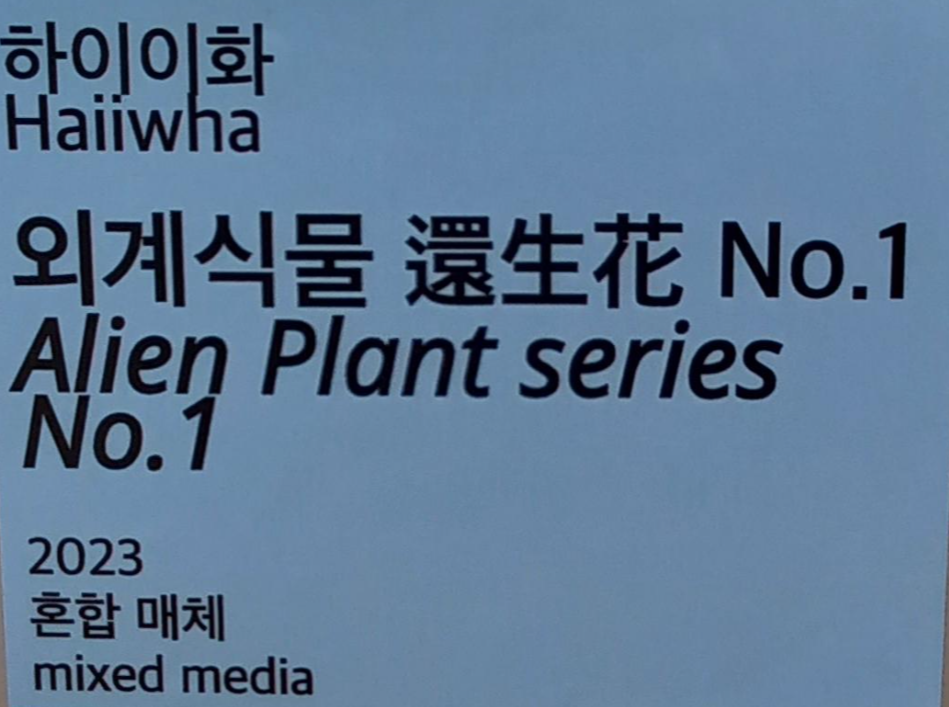 하이이화
Haiiwha
외계식물 還生花 No.1
Alien Plant series
No.1
2023
혼합 매체
mixed media